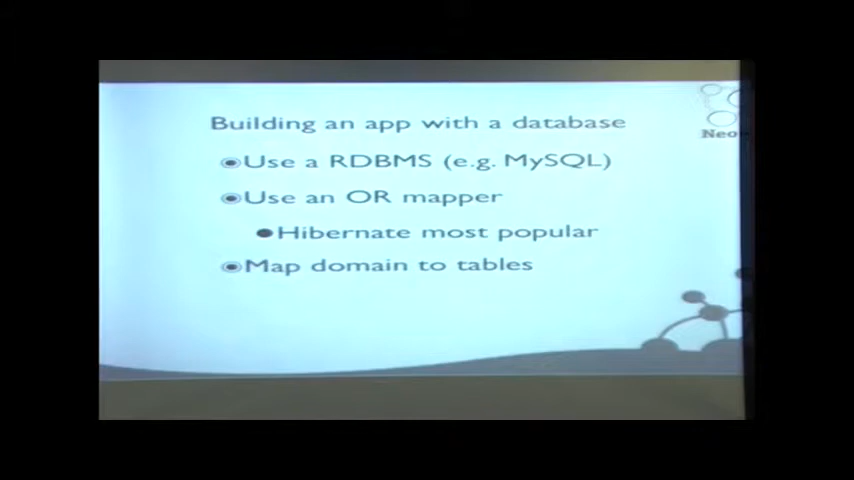 Building an app with a database
Use a RDBMS (e.g. MySQL)
Use an OR mapper
Hibernate most popular
Map domain to tables
Neo